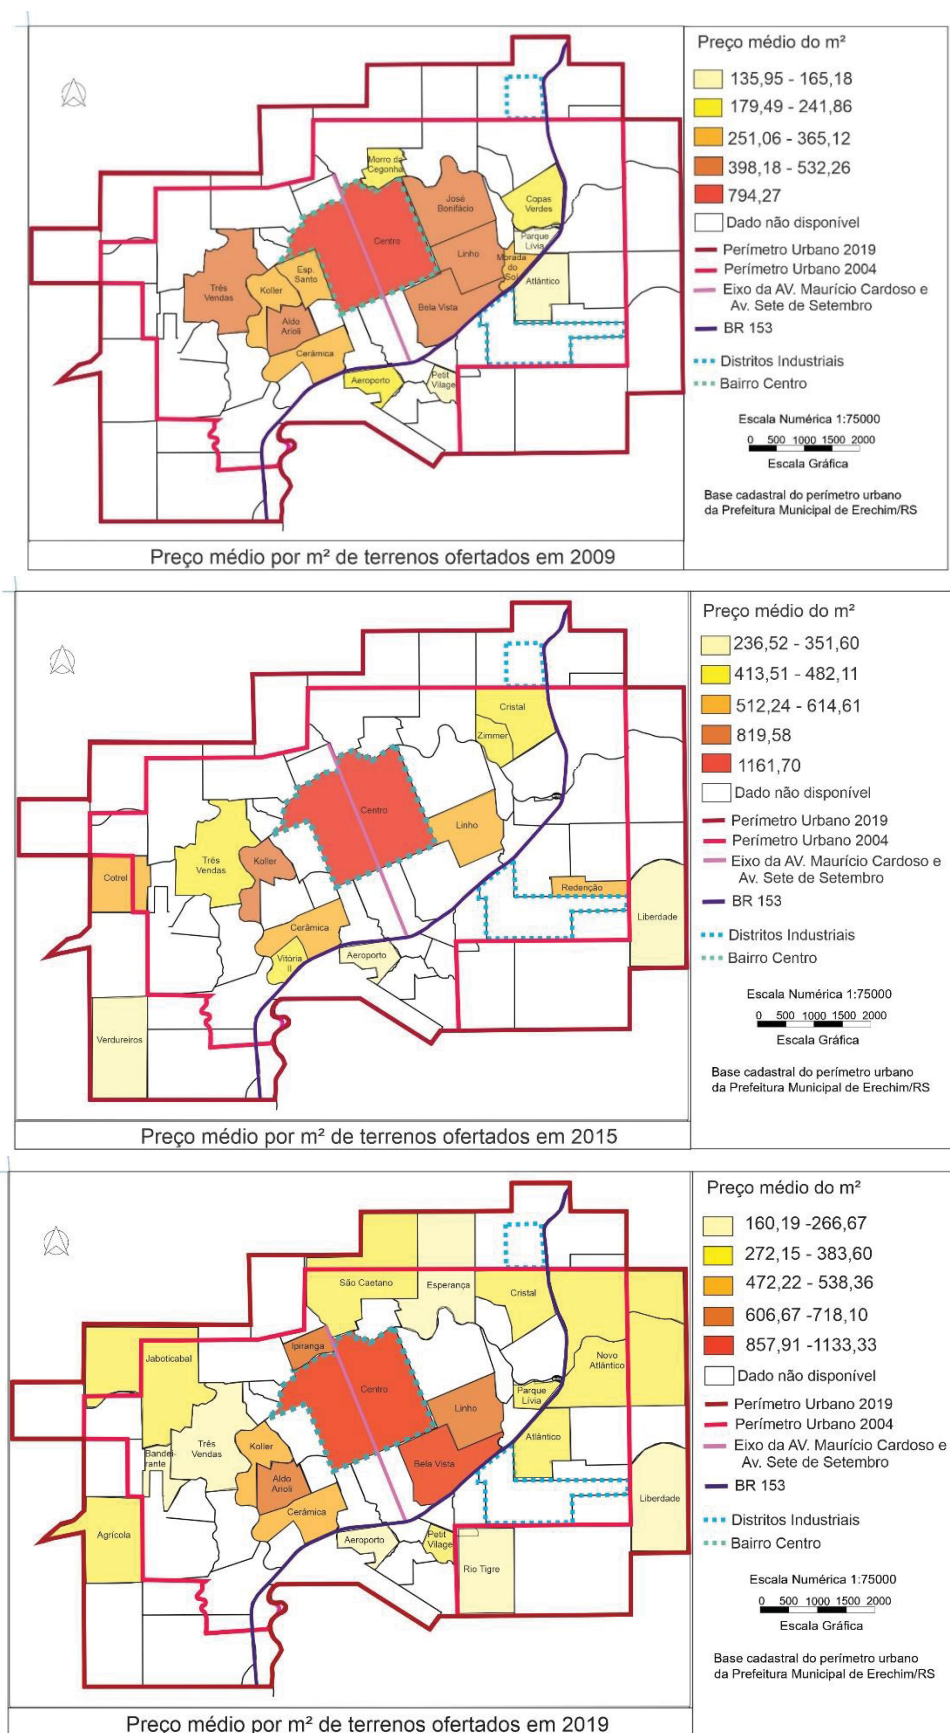 Preço médio do m²
135,95 - 165,18
179,49 - 241,86
251,06 - 365,12
398,18 - 532,26
794,27
Dado não disponível
Perímetro Urbano 2019
Perímetro Urbano 2004
Eixo da AV. Maurício Cardoso e
Av. Sete de Setembro
BR 153
Distritos Industriais
Bairro Centro
Escala Numérica 1:75000
0 500 1000 1500 2000
Escala Gráfica
Base cadastral do perímetro urbano
da Prefeitura Municipal de Erechim/RS
Morro da
Cegonha
José
Bonifácio
Copas
Verdes
Centro
Parque
Lívia
Linho
Morada
do
Sol
Atlântico
Esp.
Santo
Três
Vendas
Koller
Bela Vista
Aldo
Arioli
Cerâmica
Aeroporto
Petit
Vilage
Preço médio por m² de terrenos ofertados em 2009
Preço médio do m²
236,52 - 351,60
413,51 - 482,11
512,24 - 614,61
819,58
1161,70
Dado não disponível
Perímetro Urbano 2019
Perímetro Urbano 2004
Eixo da AV. Maurício Cardoso e
Av. Sete de Setembro
BR 153
Distritos Industriais
Bairro Centro
Escala Numérica 1:75000
0 500 1000 1500 2000
Escala Gráfica
Base cadastral do perímetro urbano
da Prefeitura Municipal de Erechim/RS
Cristal
Zimmer
Centro
Linho
Três
Vendas
Koller
Cotrel
Redenção
Liberdade
Cerâmica
Vitória
II
Aeroporto
Verdureiros
Preço médio por m² de terrenos ofertados em 2015
Preço médio do m²
160,19 -266,67
272,15 - 383,60
472,22 - 538,36
606,67 -718,10
857,91 -1133,33
Dado não disponível
Perímetro Urbano 2019
Perímetro Urbano 2004
Eixo da AV. Maurício Cardoso e
Av. Sete de Setembro
BR 153
Distritos Industriais
Bairro Centro
Escala Numérica 1:75000
0 500 1000 1500 2000
Escala Gráfica
Base cadastral do perímetro urbano
da Prefeitura Municipal de Erechim/RS
São Caetano
Esperança
Cristal
Ipiranga
Jaboticabal
Novo
Atlântico
Centro
Parque
Lívia
Linho
Três
Vendas
Koller
Atlântico
Bandei-
rante
Bela Vista
Aldo
Arioli
Liberdade
Agrícola
Cerâmica
Aeroporto
Petit
Vilage
Rio Tigre
Preço médio por m² de terrenos ofertados em 2019